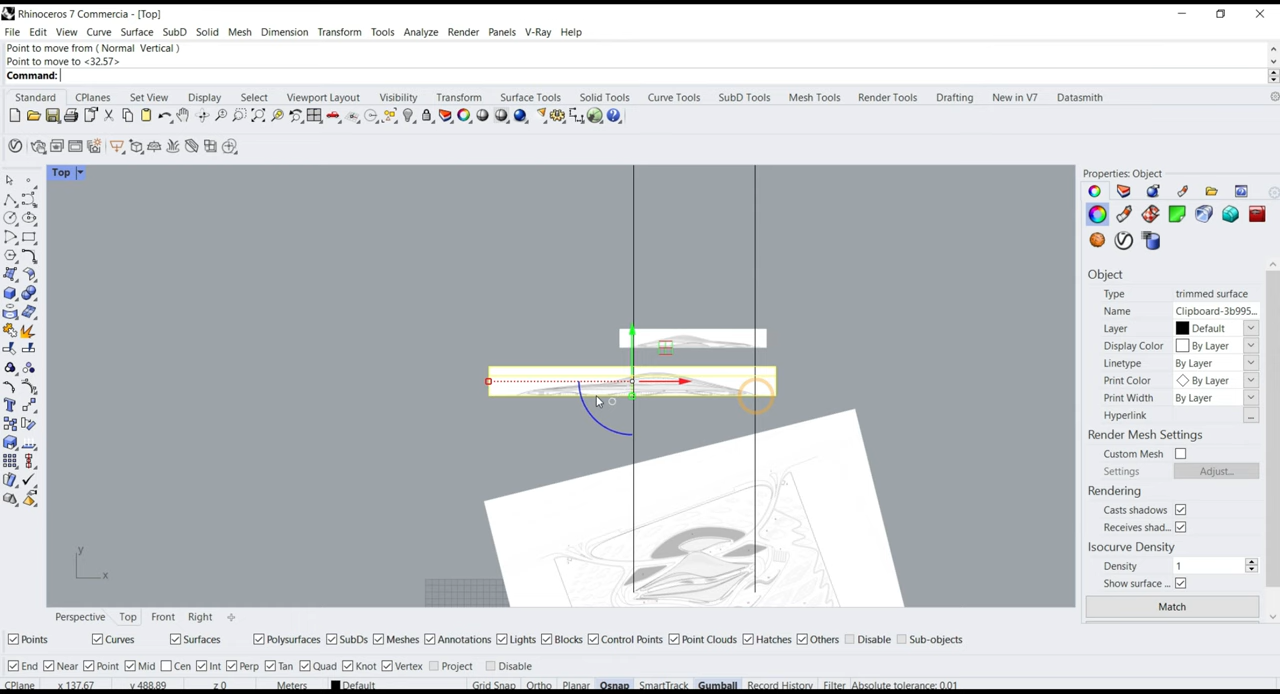 Rhinoceros 7 Commercia - [Top]
File Edit View Curve Surface SubD Solid Mesh Dimension Transform Tools Analyze Render Panels V-Ray Help
Point to move from ( Normal Vertical )
Point to move to <32.57>
Command:
Standard CPlanes Set View Display Select Viewport Layout Visibility Transform Surface Tools Solid Tools Curve Tools SubD Tools Mesh Tools Render Tools Drafting New in V7 Datasmith
Top
Properties: Object
Object
Type trimmed surface
Name Clipboard-3b995...
Layer Default
Display Color By Layer
Linetype By Layer
Print Color By Layer
Print Width By Layer
Hyperlink ...
Render Mesh Settings
Custom Mesh
Settings Adjust...
Rendering
Casts shadows
Receives shad...
Isocurve Density
Density 1
Show surface ...
Match
y
x
Perspective Top Front Right
Points Curves Surfaces Polysurfaces SubDs Meshes Annotations Lights Blocks Control Points Point Clouds Hatches Others Disable Sub-objects
End Near Point Mid Cen Int Perp Tan Quad Knot Vertex Project Disable
CPlane x 137.67 y 488.89 z 0 Meters Default Grid Snap Ortho Planar Osnap SmartTrack Gumball Record History Filter Absolute tolerance: 0.01